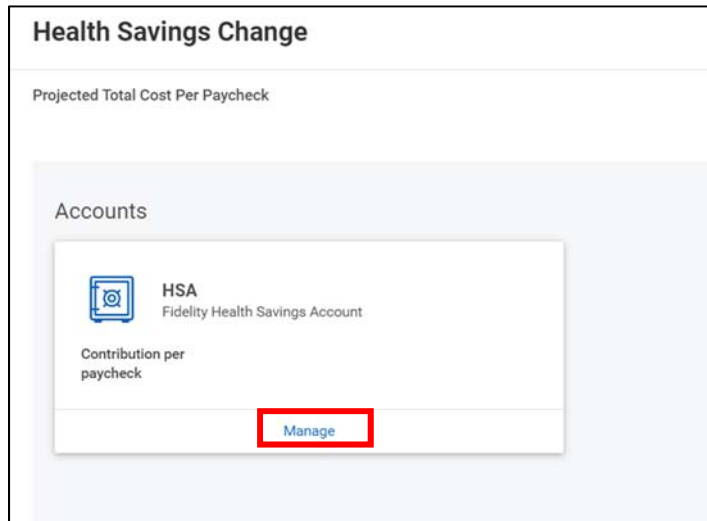 Health Savings Change
Projected Total Cost Per Paycheck
Accounts
HSA
Fidelity Health Savings Account
Contribution per
paycheck
Manage